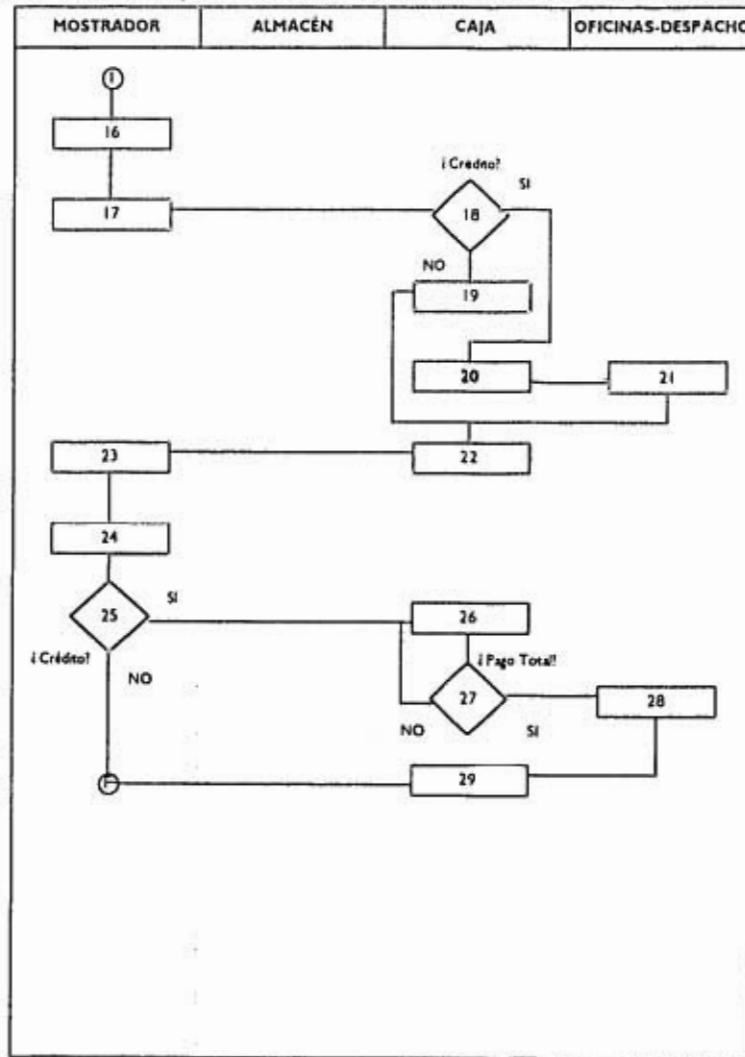 MOSTRADOR ALMACÉN CAJA OFICINAS-DESPACHO
1
16
¿Crédito?
SI
17
18
NO
19
20
21
23
22
24
25
SI
26
¿Crédito?
¿Pago Total?
NO
27
28
NO
SI
29